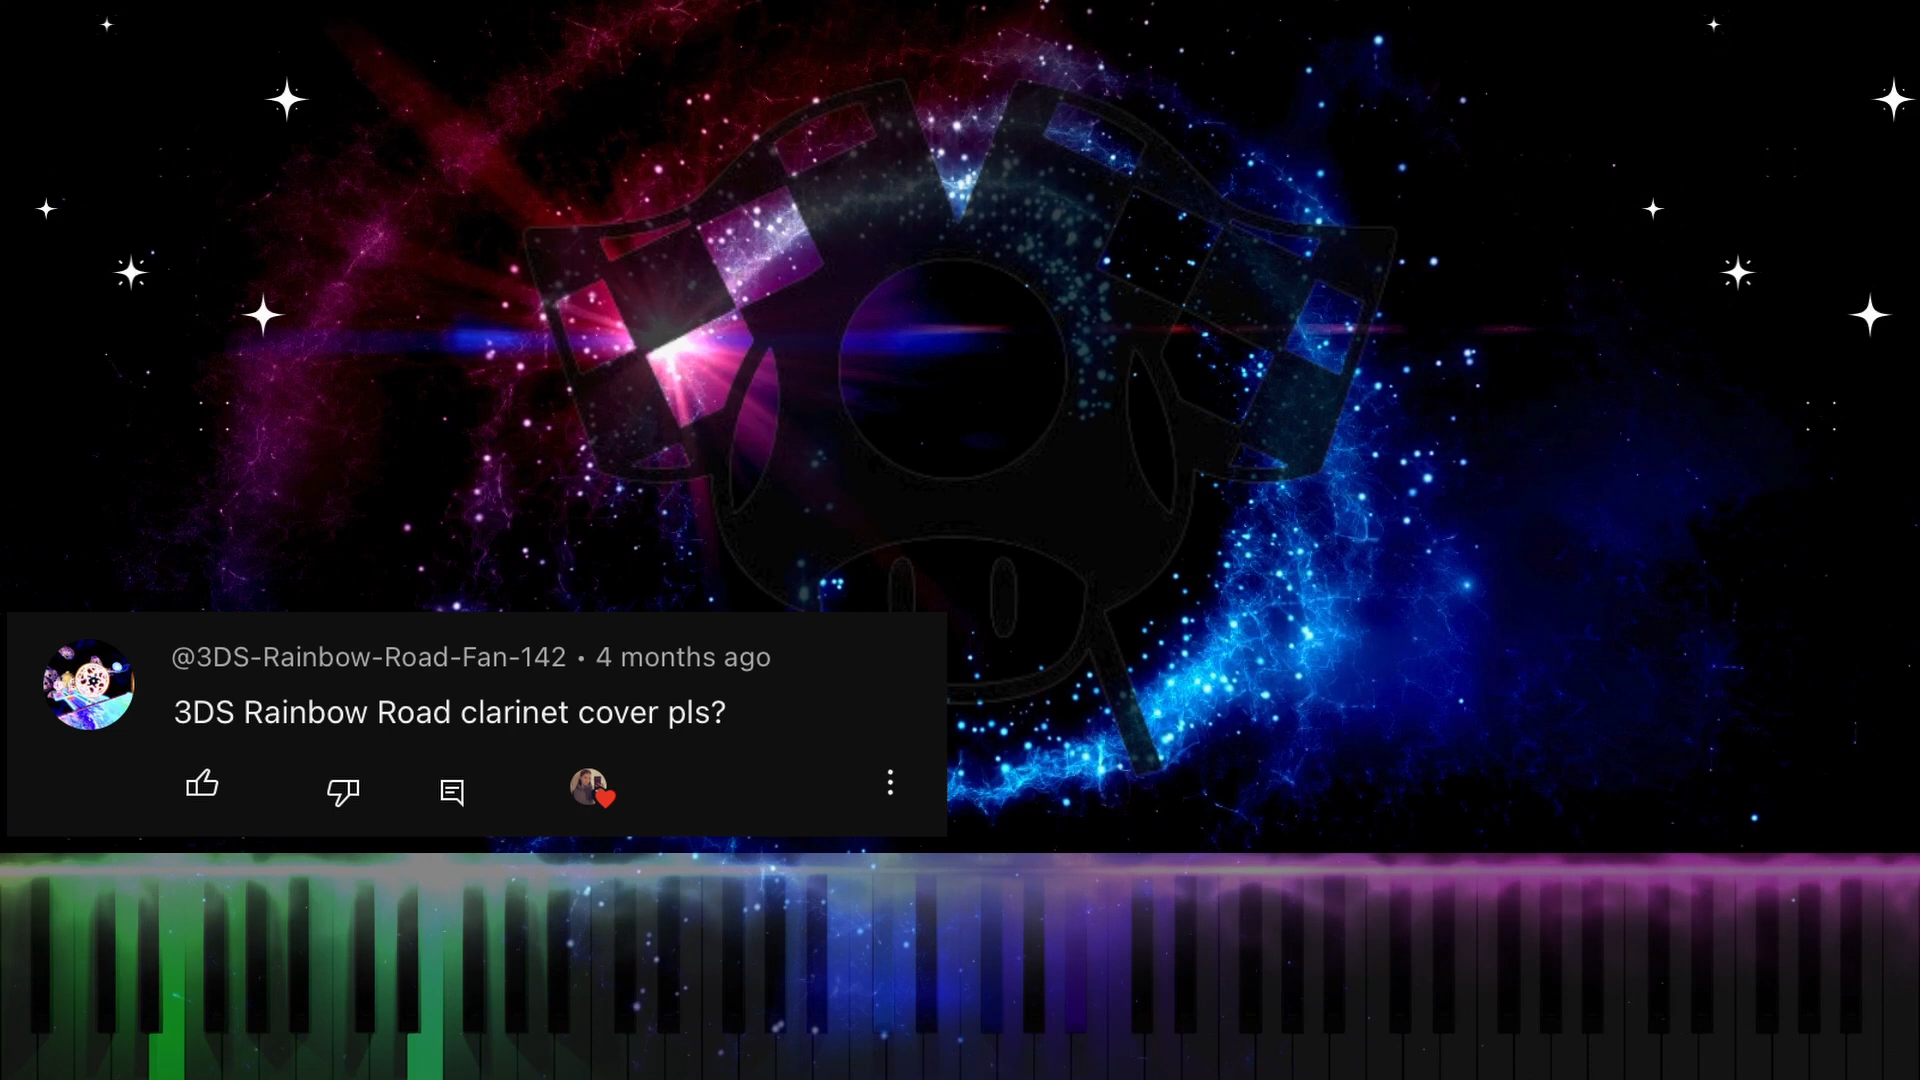 @3DS-Rainbow-Road-Fan-142 • 4 months ago
3DS Rainbow Road clarinet cover pls?